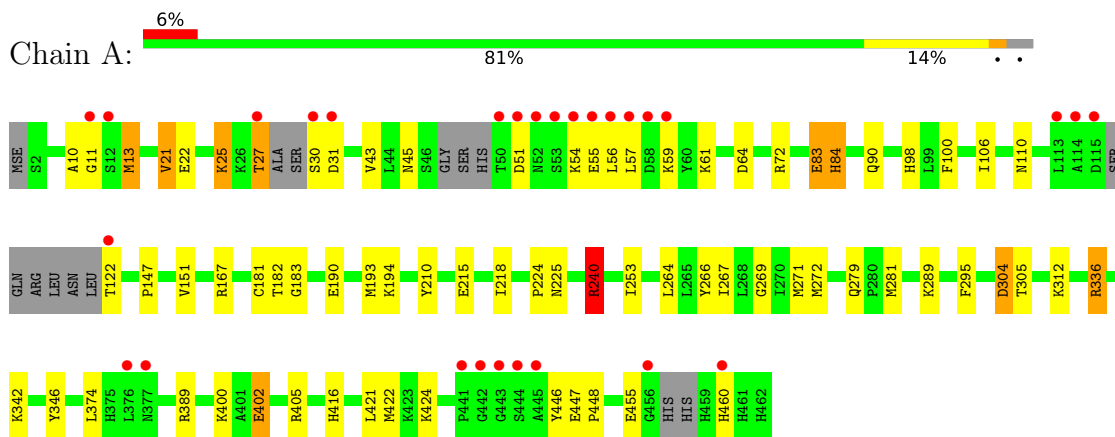 6%
Chain A:
81% 14% • •
MSE S2 A10 G11 S12 M13 V21 E22 K25 K26 T27 ALA SER S30 D31 V43 L44 N45 S46 GLY SER HIS T50 D51 N52 S53 K54 E55 L56 L57 D58 K59 Y60 K61 D64 R72 E83 H84 Q90 H98 L99 F100 I106 N110 L113 A114 D115 SER
GLN ARG LEU ASN LEU T122 P147 V151 R167 C181 T182 G183 E190 M193 K194 Y210 E215 I218 P224 N225 R240 I253 L264 L265 Y266 I267 L268 G269 I270 M271 M272 Q279 P280 M281 K289 F295 D304 T305 K312 R336
K342 Y346 L374 H375 L376 N377 R389 K400 A401 E402 R405 H416 L421 M422 K423 K424 P441 G442 G443 S444 A445 Y446 E447 P448 E455 G456 HIS HIS H459 H460 H461 H462